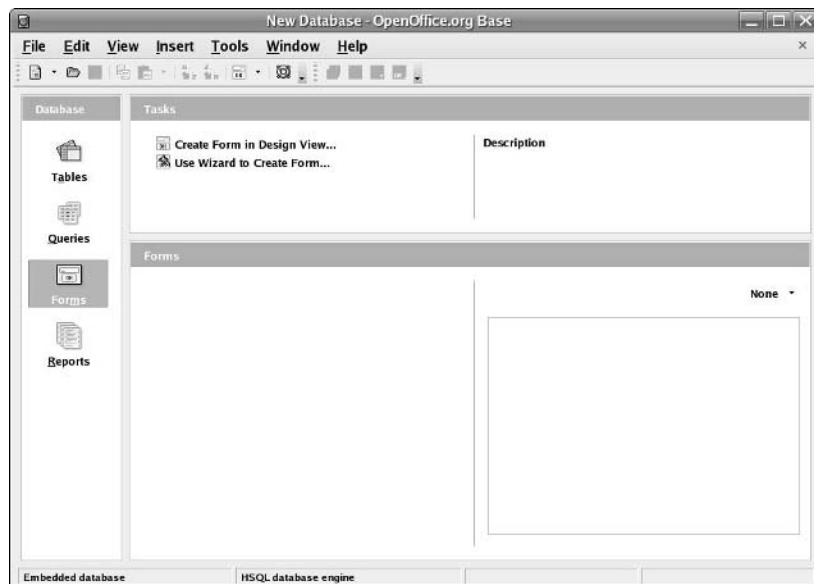 New Database - OpenOffice.org Base
File Edit View Insert Tools Window Help
Database
Tables
Queries
Forms
Reports
Tasks
Create Form in Design View...
Use Wizard to Create Form...
Description
Forms
None
Embedded database
HSQL database engine